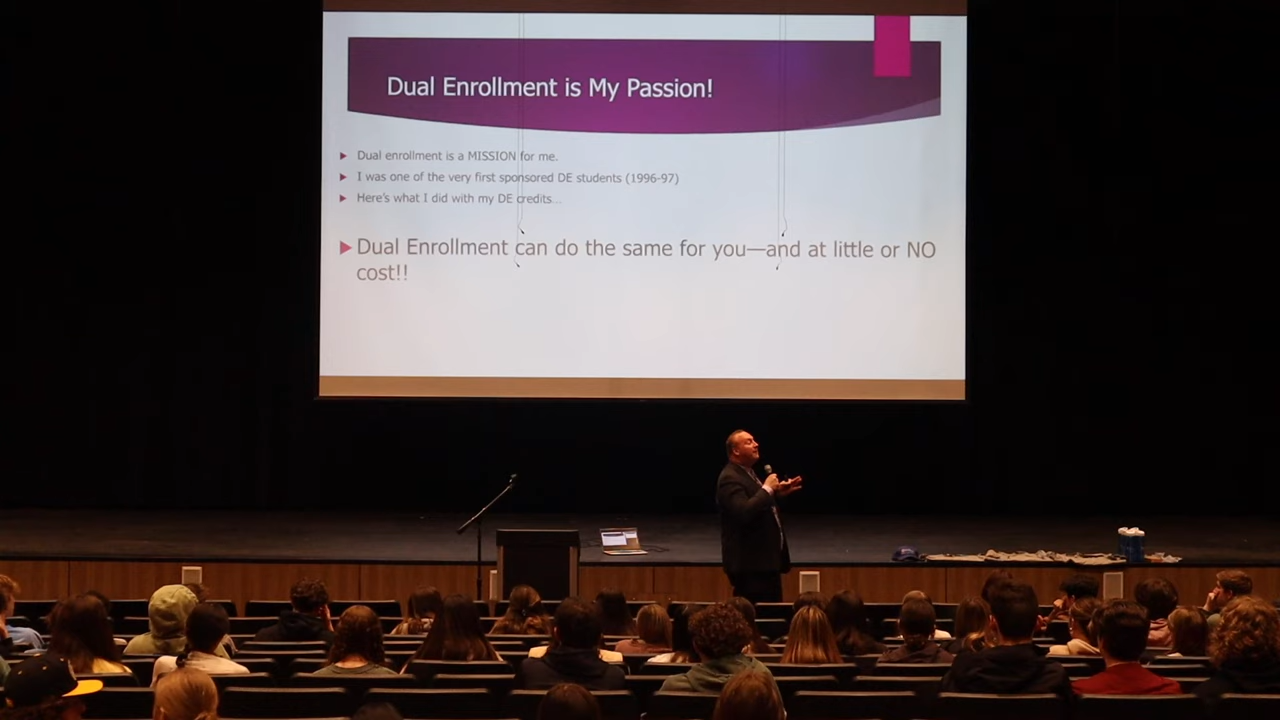 Dual Enrollment is My Passion!
Dual enrollment is a MISSION for me.
I was one of the very first sponsored DE students (1996-97)
Here's what I did with my DE credits...
Dual Enrollment can do the same for you—and at little or NO
cost!!